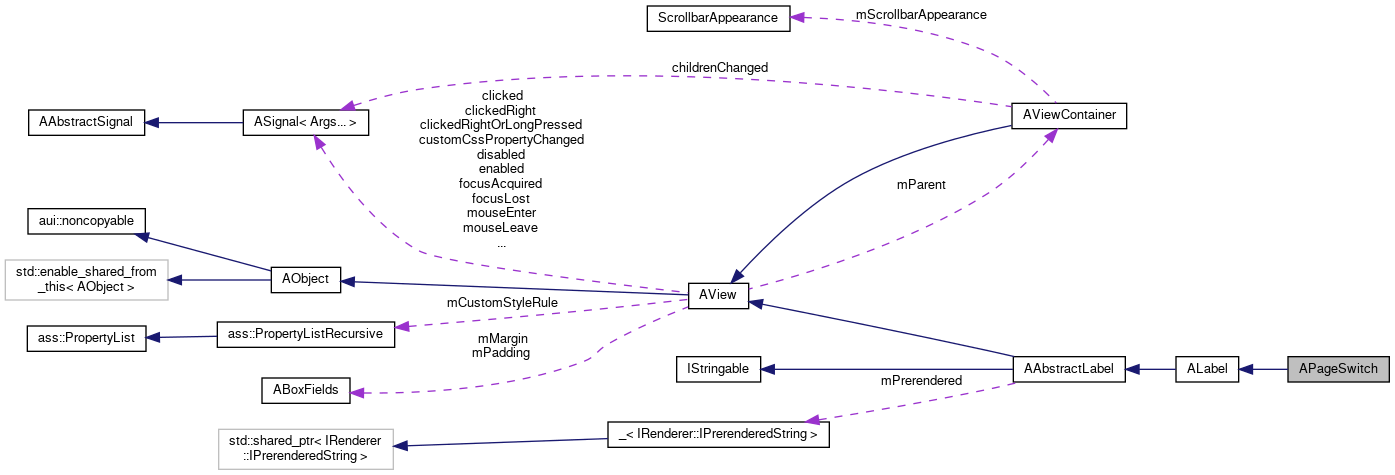 ScrollbarAppearance
mScrollbarAppearance
childrenChanged
AAbstractSignal
ASignal< Args... >
AViewContainer
clicked
clickedRight
clickedRightOrLongPressed
customCssPropertyChanged
disabled
enabled
focusAcquired
focusLost
mouseEnter
mouseLeave
...
mParent
aui::noncopyable
std::enable_shared_from
_this< AObject >
AObject
AView
mCustomStyleRule
ass::PropertyList
ass::PropertyListRecursive
mMargin
mPadding
ABoxFields
IStringable
AAbstractLabel
ALabel
APageSwitch
mPrerendered
_< IRenderer::IPrerenderedString >
std::shared_ptr< IRenderer
::IPrerenderedString >